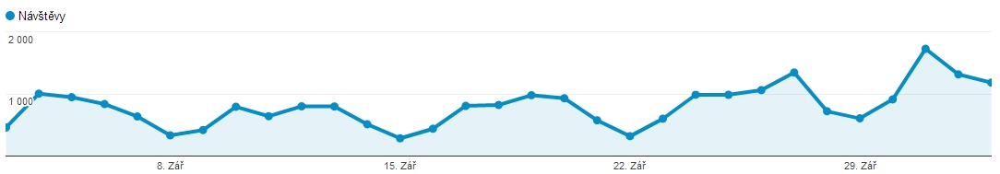 Návštěvy
2 000
1 000
8. Zář
15. Zář
22. Zář
29. Zář